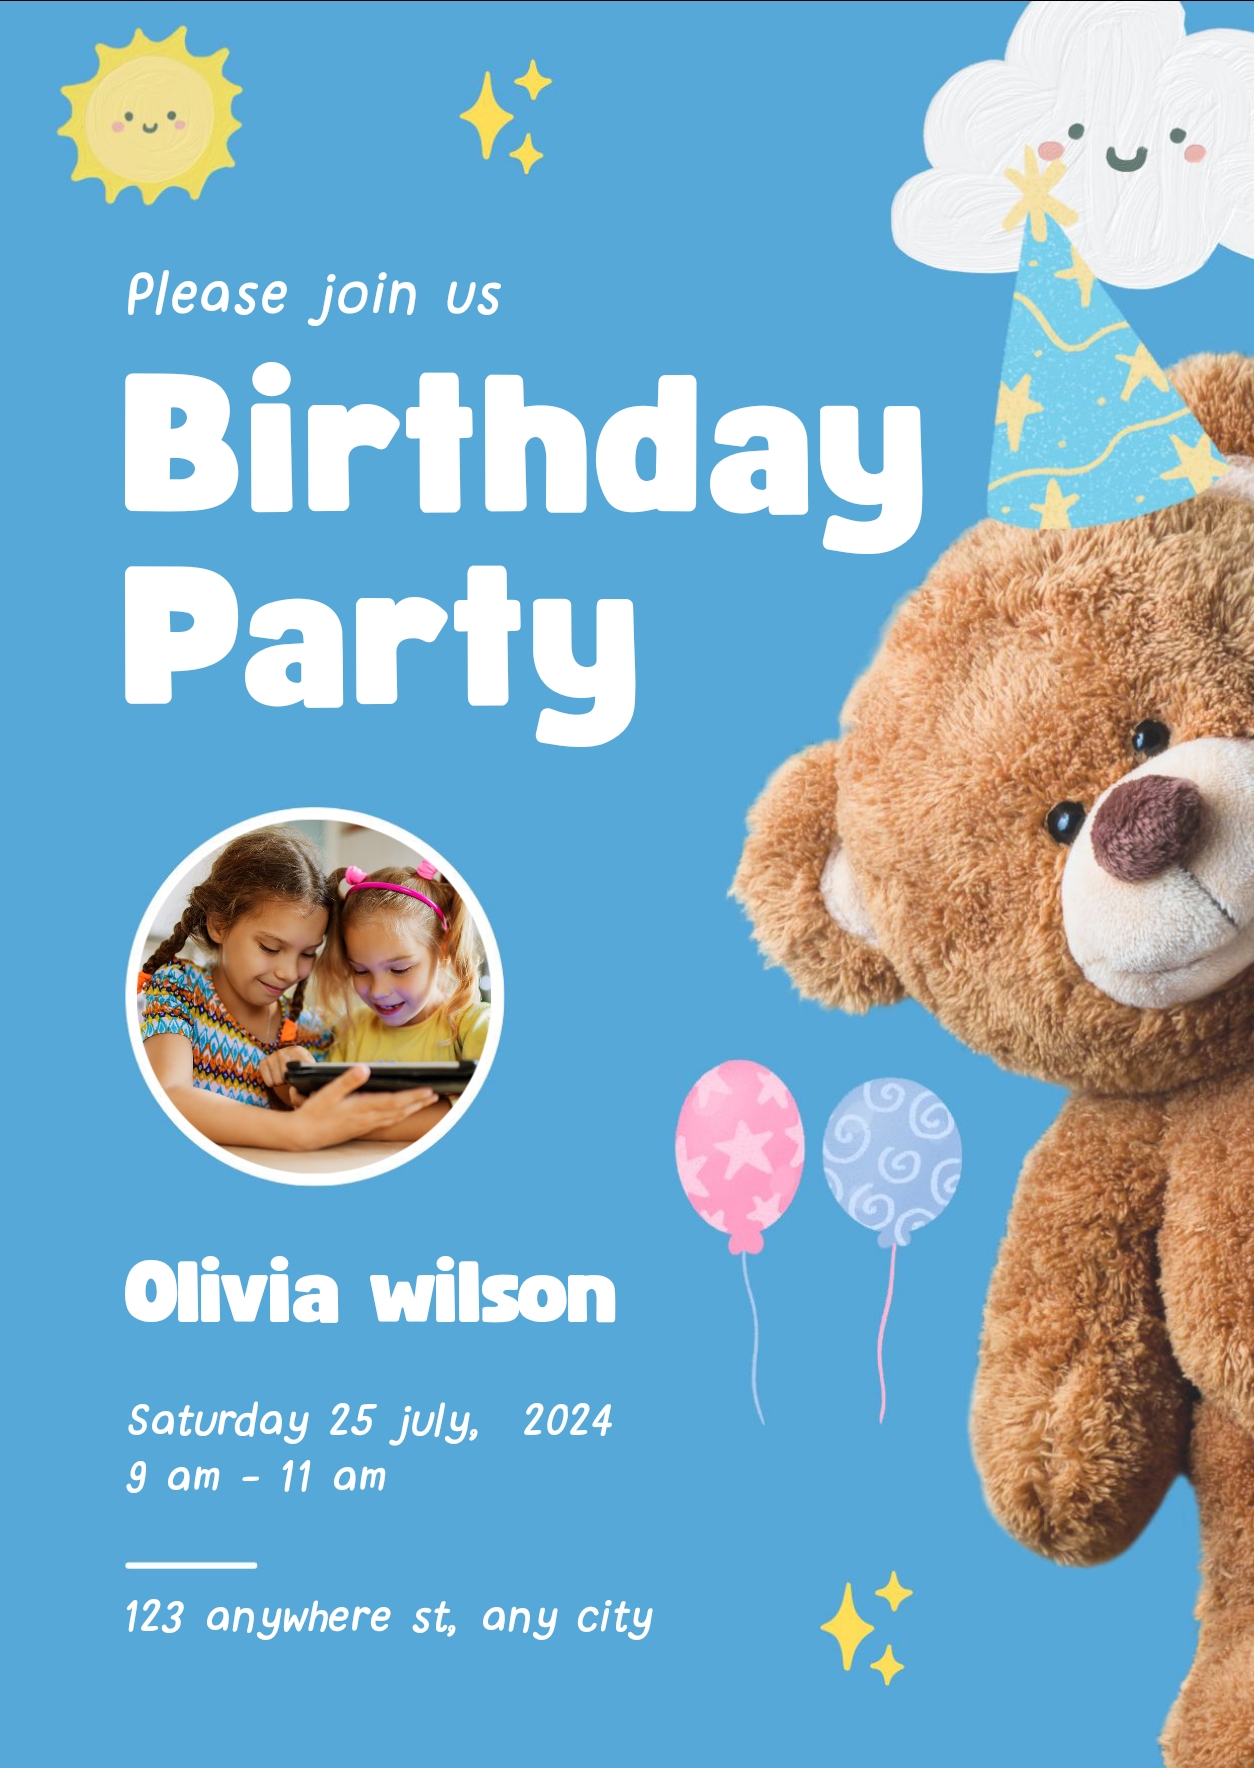 Please join us
Birthday
Party
Olivia wilson
Saturday 25 july, 2024
9 am - 11 am
123 anywhere st, any city